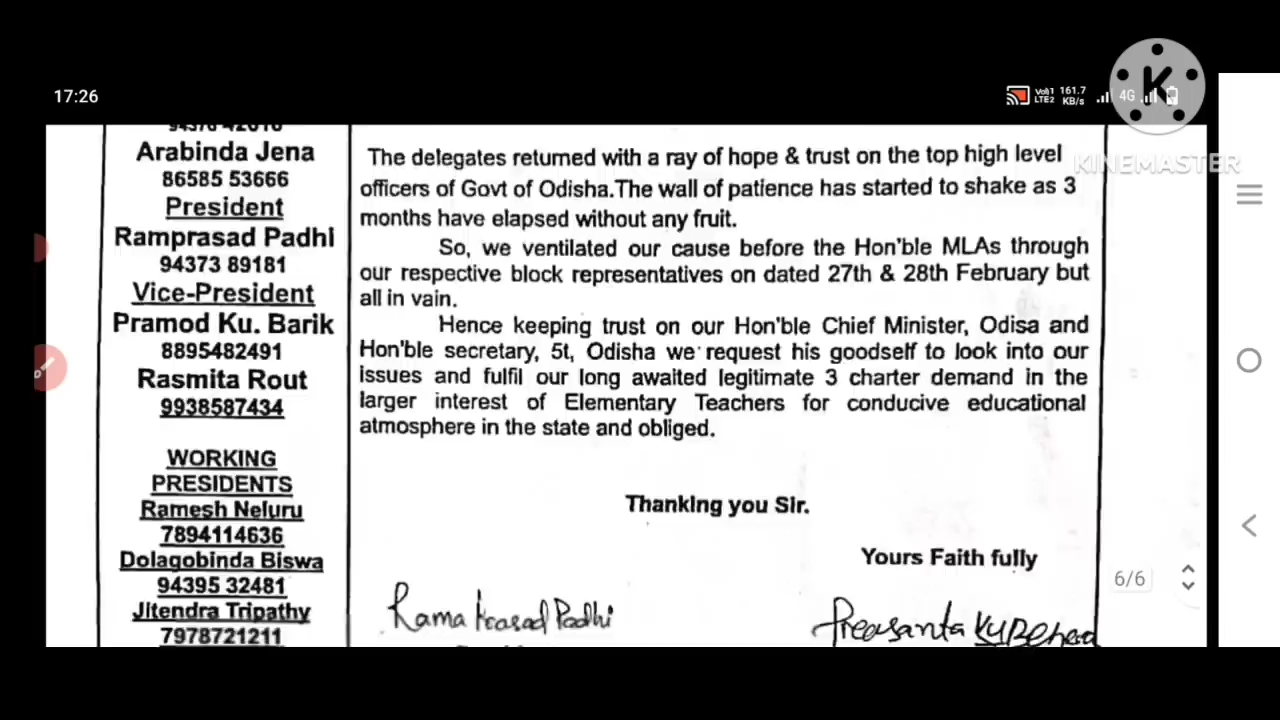 17:26
Vol1 LTE2
161.7 KB/s
4G
K
KINEMASTER
Arabinda Jena
86585 53666
President
Ramprasad Padhi
94373 89181
Vice-President
Pramod Ku. Barik
8895482491
Rasmita Rout
9938587434
WORKING
PRESIDENTS
Ramesh Neluru
7894114636
Dolagobinda Biswa
94395 32481
Jitendra Tripathy
7978721211
The delegates returned with a ray of hope & trust on the top high level
officers of Govt of Odisha.The wall of patience has started to shake as 3
months have elapsed without any fruit.
So, we ventilated our cause before the Hon'ble MLAs through
our respective block representatives on dated 27th & 28th February but
all in vain.
Hence keeping trust on our Hon'ble Chief Minister, Odisa and
Hon'ble secretary, 5t, Odisha we request his goodself to look into our
issues and fulfil our long awaited legitimate 3 charter demand in the
larger interest of Elementary Teachers for conducive educational
atmosphere in the state and obliged.
Thanking you Sir.
Yours Faith fully
Rama Prasad Padhi
6/6